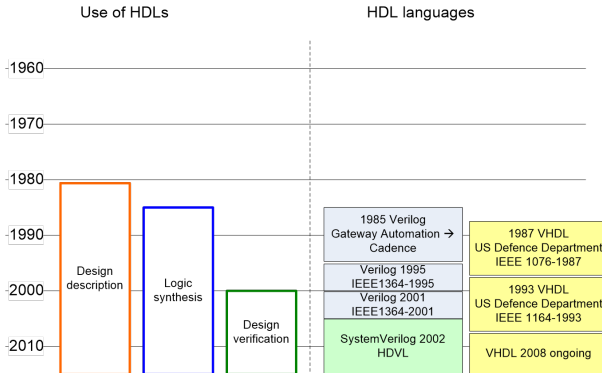 Use of HDLs
HDL languages
1960
1970
1980
1990
2000
2010
Design
description
Logic
synthesis
Design
verification
1985 Verilog
Gateway Automation →
Cadence
Verilog 1995
IEEE1364-1995
Verilog 2001
IEEE1364-2001
SystemVerilog 2002
HDVL
1987 VHDL
US Defence Department
IEEE 1076-1987
1993 VHDL
US Defence Department
IEEE 1164-1993
VHDL 2008 ongoing